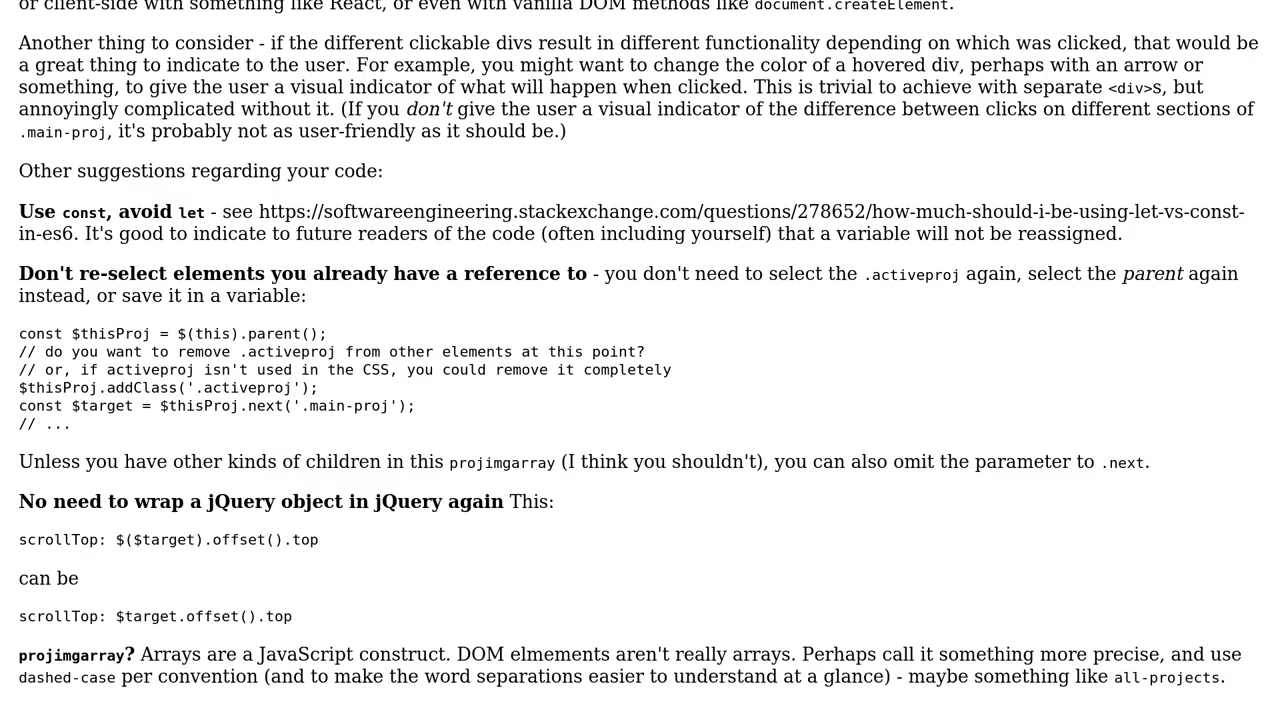 or client-side with something like React, or even with vanilla DOM methods like document.createElement.
Another thing to consider - if the different clickable divs result in different functionality depending on which was clicked, that would be
a great thing to indicate to the user. For example, you might want to change the color of a hovered div, perhaps with an arrow or
something, to give the user a visual indicator of what will happen when clicked. This is trivial to achieve with separate <div>s, but
annoyingly complicated without it. (If you don't give the user a visual indicator of the difference between clicks on different sections of
.main-proj, it's probably not as user-friendly as it should be.)
Other suggestions regarding your code:
Use const, avoid let - see https://softwareengineering.stackexchange.com/questions/278652/how-much-should-i-be-using-let-vs-const-
in-es6. It's good to indicate to future readers of the code (often including yourself) that a variable will not be reassigned.
Don't re-select elements you already have a reference to - you don't need to select the .activeproj again, select the parent again
instead, or save it in a variable:
const $thisProj = $(this).parent();
// do you want to remove .activeproj from other elements at this point?
// or, if activeproj isn't used in the CSS, you could remove it completely
$thisProj.addClass('.activeproj');
const $target = $thisProj.next('.main-proj');
// ...
Unless you have other kinds of children in this projimgarray (I think you shouldn't), you can also omit the parameter to .next.
No need to wrap a jQuery object in jQuery again This:
scrollTop: $($target).offset().top
can be
scrollTop: $target.offset().top
projimgarray? Arrays are a JavaScript construct. DOM elmements aren't really arrays. Perhaps call it something more precise, and use
dashed-case per convention (and to make the word separations easier to understand at a glance) - maybe something like all-projects.